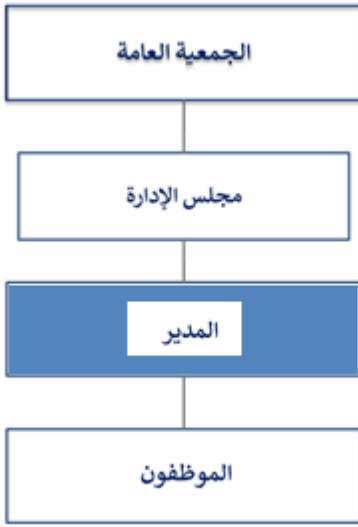 الجمعية العامة
مجلس الإدارة
المدير
الموظفون